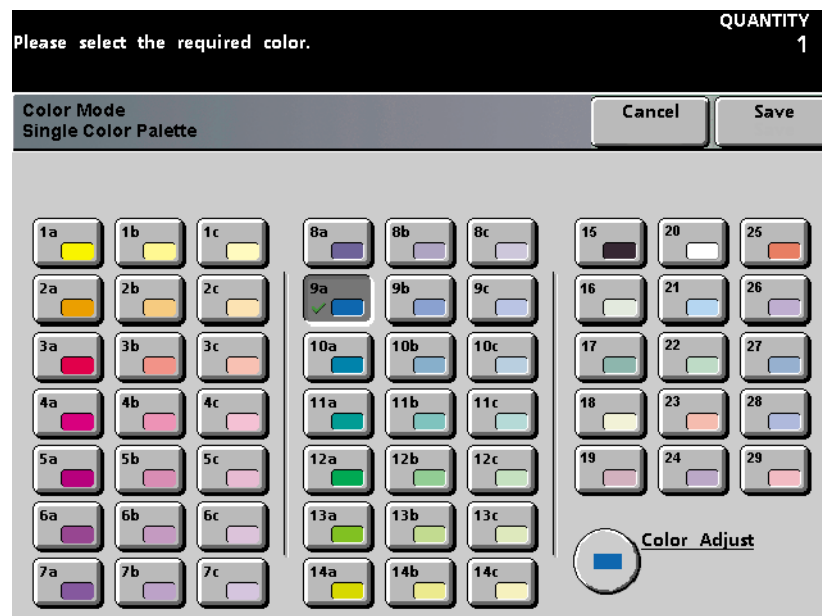 QUANTITY
Please select the required color. 1
Color Mode Cancel Save
Single Color Palette
1a 1b 1c 8a 8b 8c 15 20 25
2a 2b 2c 9a 9b 9c 16 21 26
3a 3b 3c 10a 10b 10c 17 22 27
4a 4b 4c 11a 11b 11c 18 23 28
5a 5b 5c 12a 12b 12c 19 24 29
6a 6b 6c 13a 13b 13c
Color Adjust
7a 7b 7c 14a 14b 14c